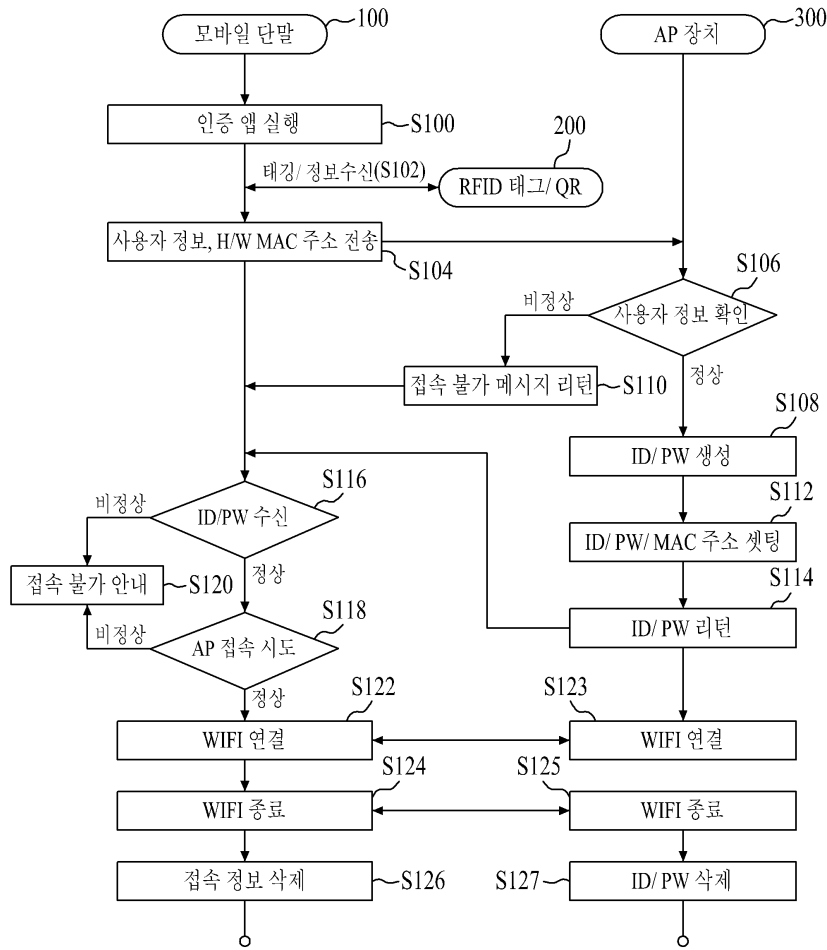 모바일 단말
100
AP 장치
300
인증 앱 실행
S100
태깅/ 정보수신(S102)
200
RFID 태그/ QR
사용자 정보, H/W MAC 주소 전송
S104
S106
사용자 정보 확인
비정상
정상
접속 불가 메시지 리턴
S110
S108
ID/ PW 생성
S116
ID/PW 수신
비정상
정상
S112
ID/ PW/ MAC 주소 셋팅
접속 불가 안내
S120
S114
ID/ PW 리턴
S118
AP 접속 시도
비정상
정상
S122
WIFI 연결
S123
WIFI 연결
S124
WIFI 종료
S125
WIFI 종료
접속 정보 삭제
S126
S127
ID/ PW 삭제